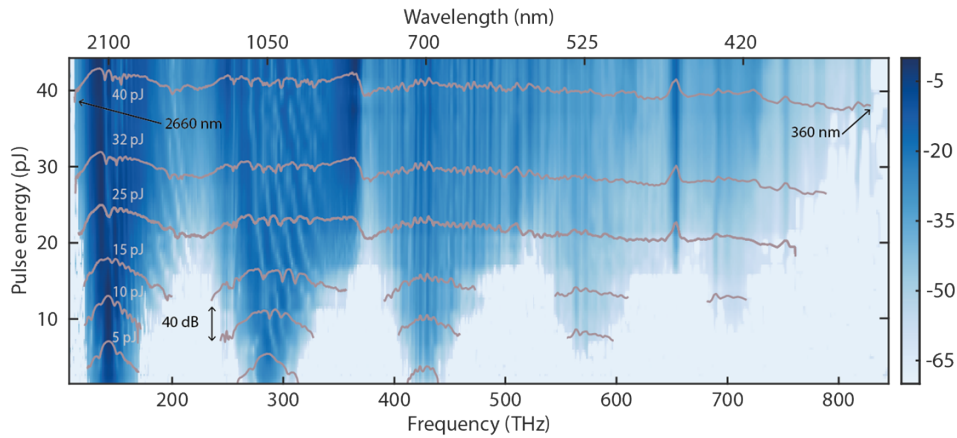 Wavelength (nm)
2100 1050 700 525 420
40 pJ
2660 nm
360 nm
32 pJ
25 pJ
15 pJ
10 pJ
40 dB
5 pJ
Pulse energy (pJ)
40
30
20
10
200 300 400 500 600 700 800
Frequency (THz)
-5
-20
-35
-50
-65